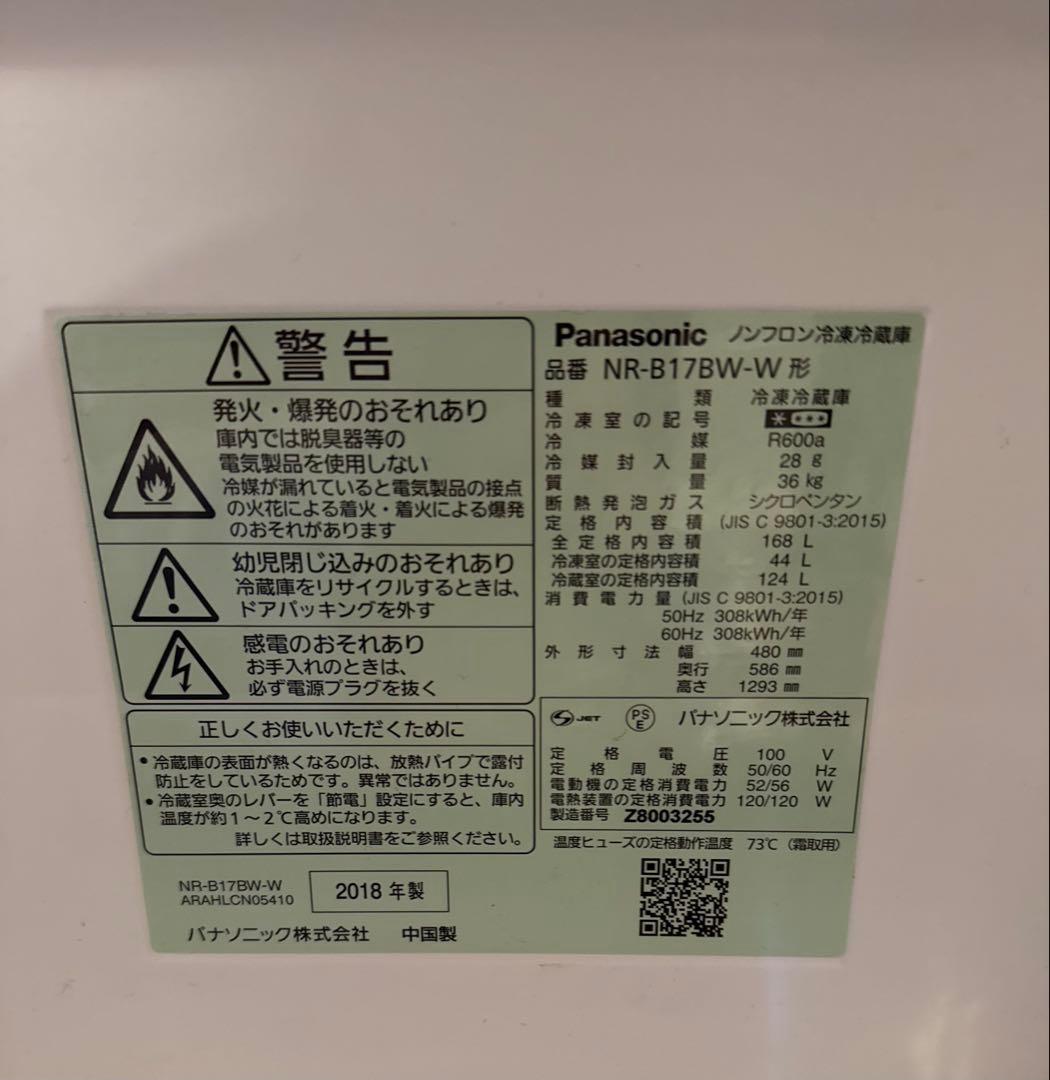 警告
発火・爆発のおそれあり
庫内では脱臭器等の
電気製品を使用しない
冷媒が漏れていると電気製品の接点
の火花による着火・着火による爆発
のおそれがあります
幼児閉じ込みのおそれあり
冷蔵庫をリサイクルするときは、
ドアパッキングを外す
感電のおそれあり
お手入れのときは、
必ず電源プラグを抜く
正しくお使いいただくために
・冷蔵庫の表面が熱くなるのは、放熱パイプで露付
防止をしているためです。異常ではありません。
・冷蔵室奥のレバーを「節電」設定にすると、庫内
温度が約1~2℃高めになります。
詳しくは取扱説明書をご参照ください。
NR-B17BW-W
ARAHLCN05410
2018 年製
パナソニック株式会社 中国製
Panasonic ノンフロン冷凍冷蔵庫
品番 NR-B17BW-W 形
種類 冷凍冷蔵庫
冷凍室の記号
冷媒 R600a
冷媒封入量 28 g
質量 36 kg
断熱発泡ガス シクロペンタン
定格内容積 (JIS C 9801-3:2015)
全定格内容積 168 L
冷凍室の定格内容積 44 L
冷蔵室の定格内容積 124 L
消費電力量 (JIS C 9801-3:2015)
50Hz 308kWh/年
60Hz 308kWh/年
外形寸法 幅 480 mm
奥行 586 mm
高さ 1293 mm
JET PSE パナソニック株式会社
定格電圧 100 V
定格周波数 50/60 Hz
電動機の定格消費電力 52/56 W
電熱装置の定格消費電力 120/120 W
製造番号 Z8003255
温度ヒューズの定格動作温度 73℃ (霜取用)